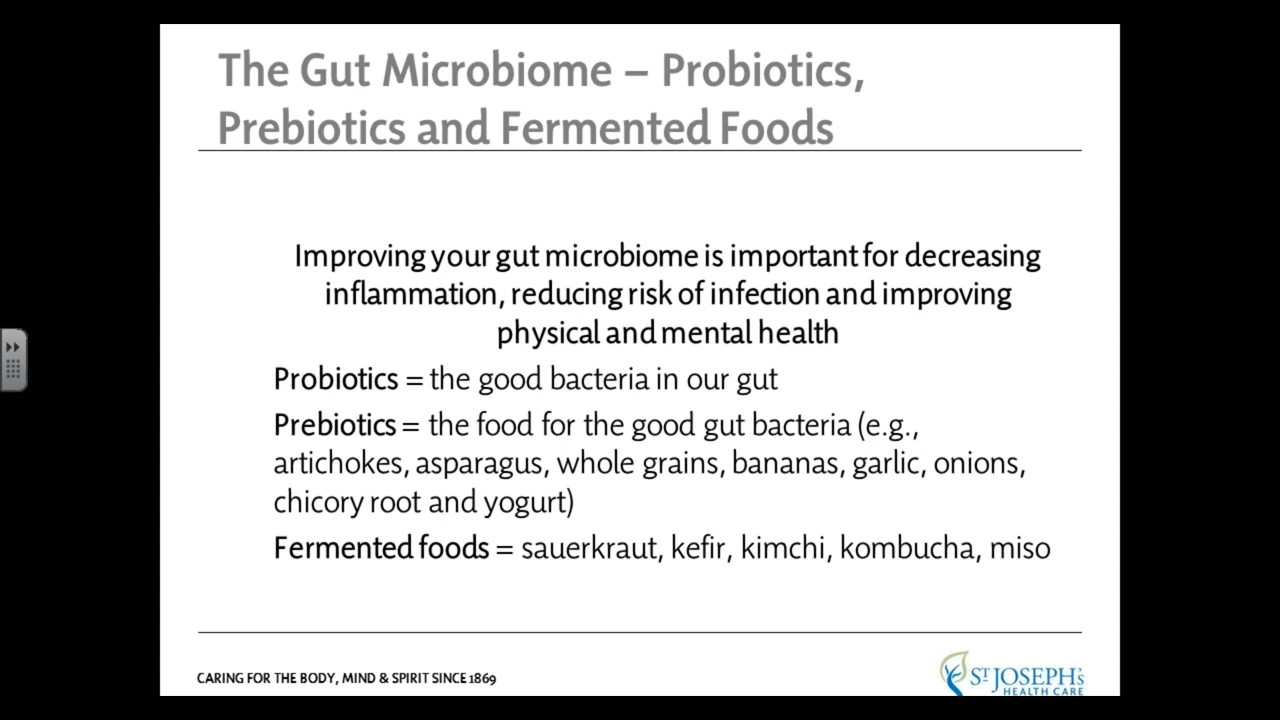 The Gut Microbiome – Probiotics,
Prebiotics and Fermented Foods
Improving your gut microbiome is important for decreasing
inflammation, reducing risk of infection and improving
physical and mental health
Probiotics = the good bacteria in our gut
Prebiotics = the food for the good gut bacteria (e.g.,
artichokes, asparagus, whole grains, bananas, garlic, onions,
chicory root and yogurt)
Fermented foods = sauerkraut, kefir, kimchi, kombucha, miso
CARING FOR THE BODY, MIND & SPIRIT SINCE 1869
ST JOSEPH'S
HEALTH CARE